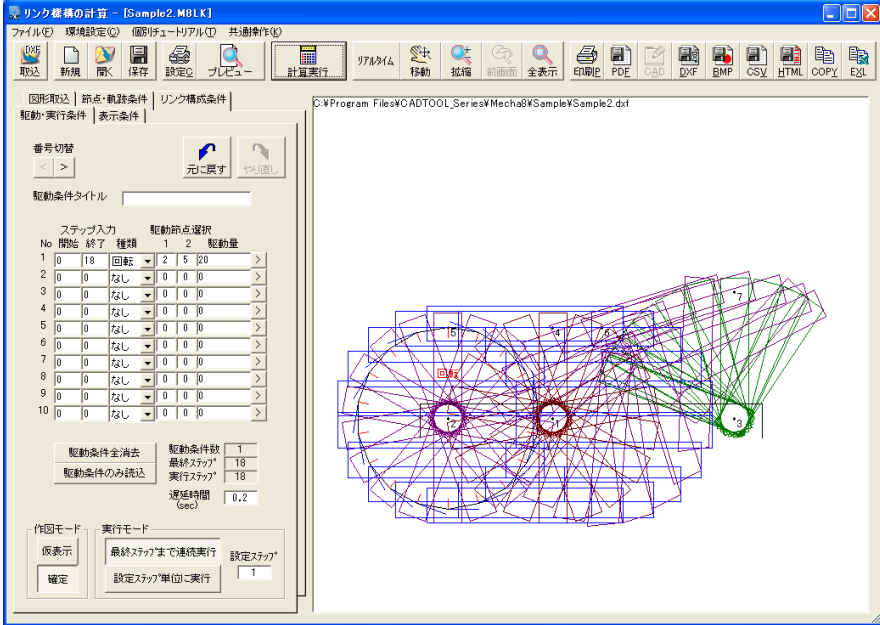 リンク機構の計算 - [Sample2.M8LK]
ファイル(F) 環境設定(C) 個別チュートリアル(T) 共通操作(K)
DXF
取込 新規 開く 保存 設定C プレビュー 計算実行 リアルタイム 移動 拡縮 前画面 全表示 印刷P PDF CAD DXF BMP CSV HTML COPY EXL
図形取込 節点・軌跡条件 リンク構成条件
駆動・実行条件 表示条件
C:¥Program Files¥CADTOOL_Series¥Mecha8¥Sample¥Sample2.dxf
番号切替
< >
元に戻す やり直し
駆動条件タイトル
ステップ入力 駆動節点選択
No 開始 終了 種類 1 2 駆動量
1 0 18 回転 2 5 20 >
2 0 0 なし 0 0 0 >
3 0 0 なし 0 0 0 >
4 0 0 なし 0 0 0 >
5 0 0 なし 0 0 0 >
6 0 0 なし 0 0 0 >
7 0 0 なし 0 0 0 >
8 0 0 なし 0 0 0 >
9 0 0 なし 0 0 0 >
10 0 0 なし 0 0 0 >
駆動条件全消去
駆動条件のみ読込
駆動条件数 1
最終ステップ 18
実行ステップ 18
遅延時間 0.2
(sec)
作図モード
仮表示
確定
実行モード
最終ステップまで連続実行
設定ステップ単位に実行
設定ステップ
1
7
5 4 6
回転
2 1 3